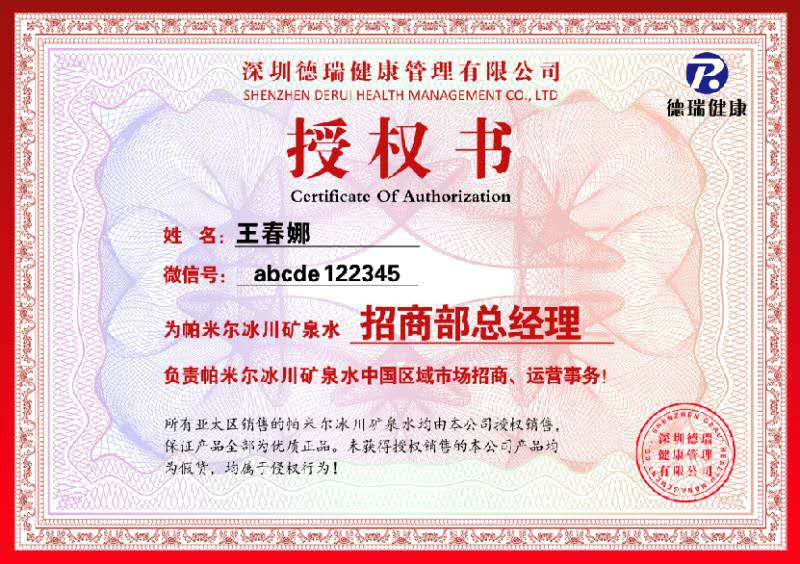 深圳德瑞健康管理有限公司
SHENZHEN DERUI HEALTH MANAGEMENT CO., LTD
德瑞健康
授权书
Certificate Of Authorization
姓 名：王春娜
微信号： abcde122345
为帕米尔冰川矿泉水 招商部总经理
负责帕米尔冰川矿泉水中国区域市场招商、运营事务！
所有亚太区销售的帕米尔冰川矿泉水均由本公司授权销售，
保证产品全部为优质正品。未获得授权销售的本公司产品均
为假货，均属于侵权行为！
SHENZHEN DERUI HEALTH MANAGEMENT CO.
深圳德瑞
健康管理
有限公司